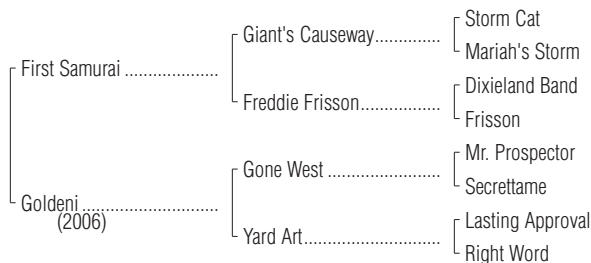 Storm Cat
Giant's Causeway..............
Mariah's Storm
First Samurai ....................
Dixieland Band
Freddie Frisson.................
Frisson
Mr. Prospector
Gone West ........................
Secrettame
Goldeni.............................
(2006)
Lasting Approval
Yard Art.............................
Right Word